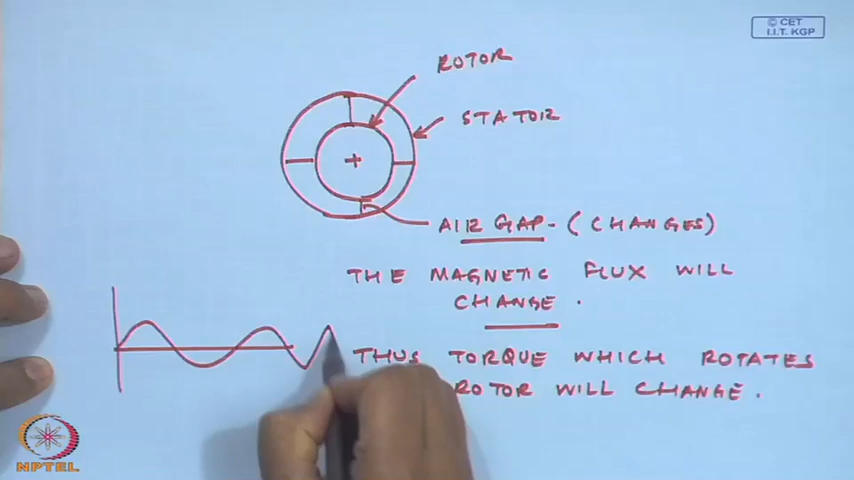 © CET
I.I.T. KGP
ROTOR
STATOR
AIR GAP - (CHANGES)
THE MAGNETIC FLUX WILL
CHANGE.
THUS TORQUE WHICH ROTATES
ROTOR WILL CHANGE.
NPTEL